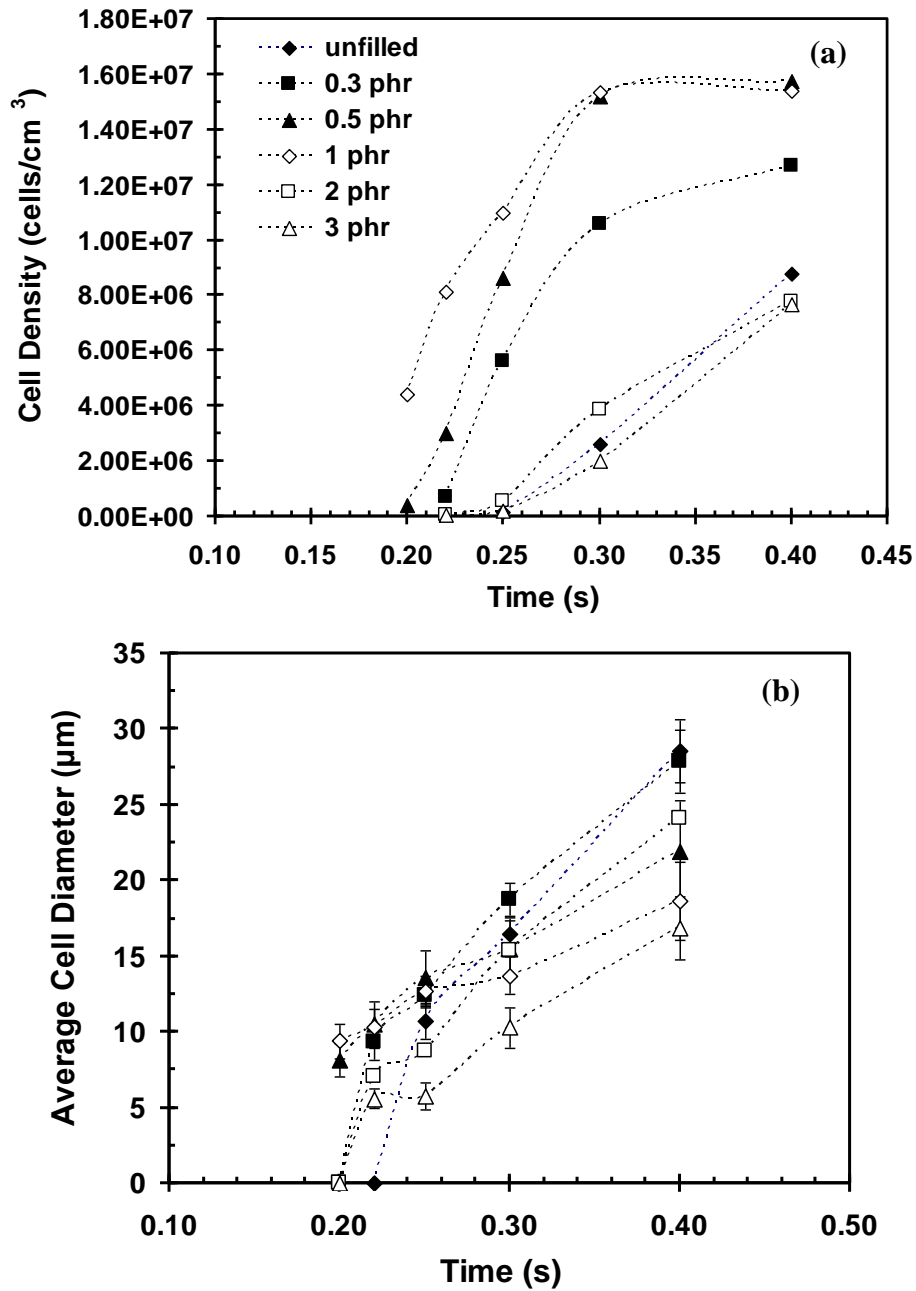 1.80E+07
1.60E+07
1.40E+07
1.20E+07
1.00E+07
8.00E+06
6.00E+06
4.00E+06
2.00E+06
0.00E+00
Cell Density (cells/cm ³)
unfilled
0.3 phr
0.5 phr
1 phr
2 phr
3 phr
(a)
0.10 0.15 0.20 0.25 0.30 0.35 0.40 0.45
Time (s)
35
30
25
20
15
10
5
0
Average Cell Diameter (µm)
(b)
0.10 0.20 0.30 0.40 0.50
Time (s)